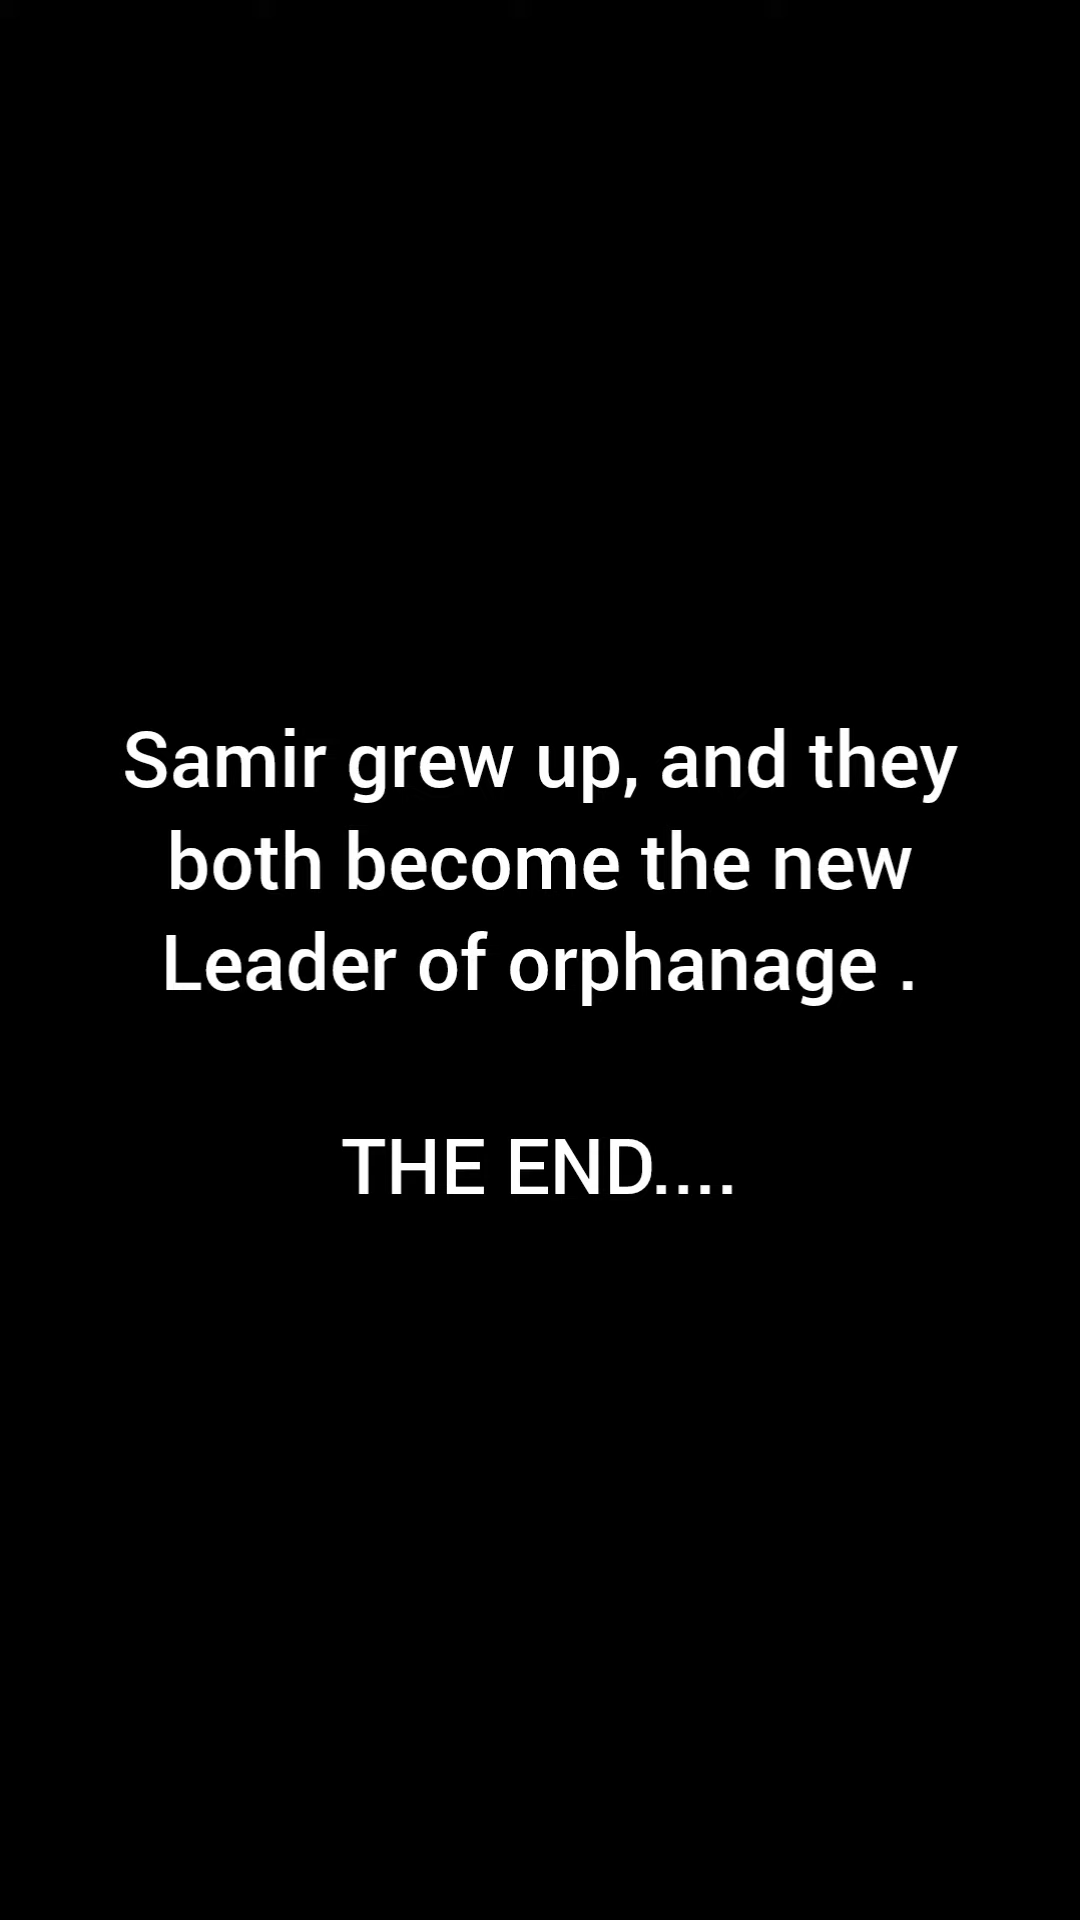 Samir grew up, and they
both become the new
Leader of orphanage .
THE END....